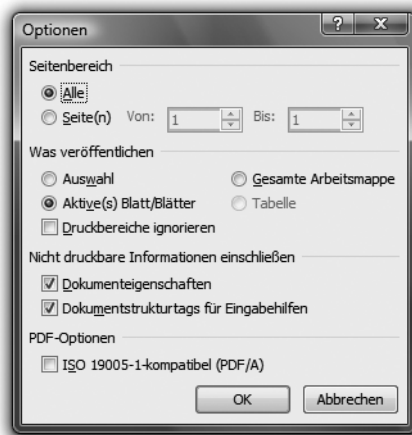 Optionen
Seitenbereich
Alle
Seite(n) Von: 1 Bis: 1
Was veröffentlichen
Auswahl Gesamte Arbeitsmappe
Aktive(s) Blatt/Blätter Tabelle
Druckbereiche ignorieren
Nicht druckbare Informationen einschließen
Dokumenteigenschaften
Dokumentstrukturtags für Eingabehilfen
PDF-Optionen
ISO 19005-1-kompatibel (PDF/A)
OK Abbrechen